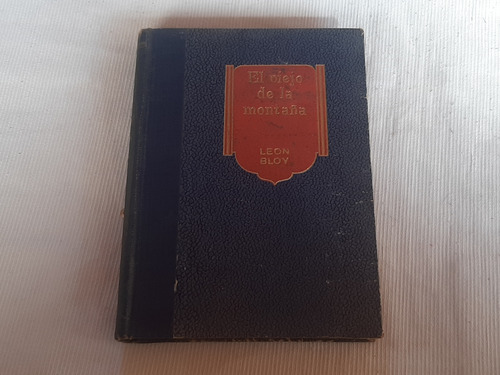 El viejo
de la
montaña
LEON
BLOY